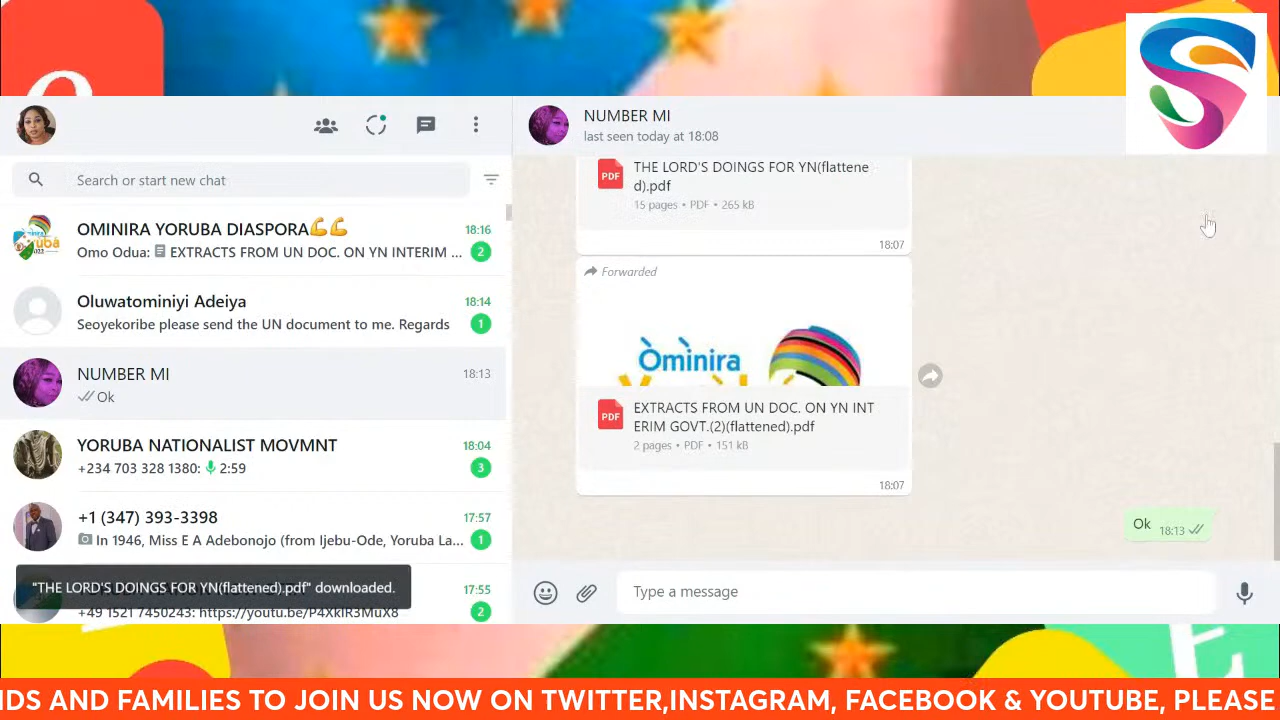 Search or start new chat
OMINIRA YORUBA DIASPORA💪💪
18:16
Omo Odua: EXTRACTS FROM UN DOC. ON YN INTERIM ...
2
Oluwatominiyi Adeiya
18:14
Seoyekoribe please send the UN document to me. Regards
1
NUMBER MI
18:13
Ok
YORUBA NATIONALIST MOVMNT
18:04
+234 703 328 1380: 2:59
3
+1 (347) 393-3398
17:57
In 1946, Miss E A Adebonojo (from Ijebu-Ode, Yoruba La...
1
"THE LORD'S DOINGS FOR YN(flattened).pdf" downloaded.
17:55
+49 1521 7450243: https://youtu.be/P4XkIR3MuX8
2
NUMBER MI
last seen today at 18:08
PDF
THE LORD'S DOINGS FOR YN(flattene
d).pdf
15 pages • PDF • 265 kB
18:07
Forwarded
Òmìnira
PDF
EXTRACTS FROM UN DOC. ON YN INT
ERIM GOVT.(2)(flattened).pdf
2 pages • PDF • 151 kB
18:07
Ok 18:13
Type a message
NDS AND FAMILIES TO JOIN US NOW ON TWITTER,INSTAGRAM, FACEBOOK & YOUTUBE, PLEASE